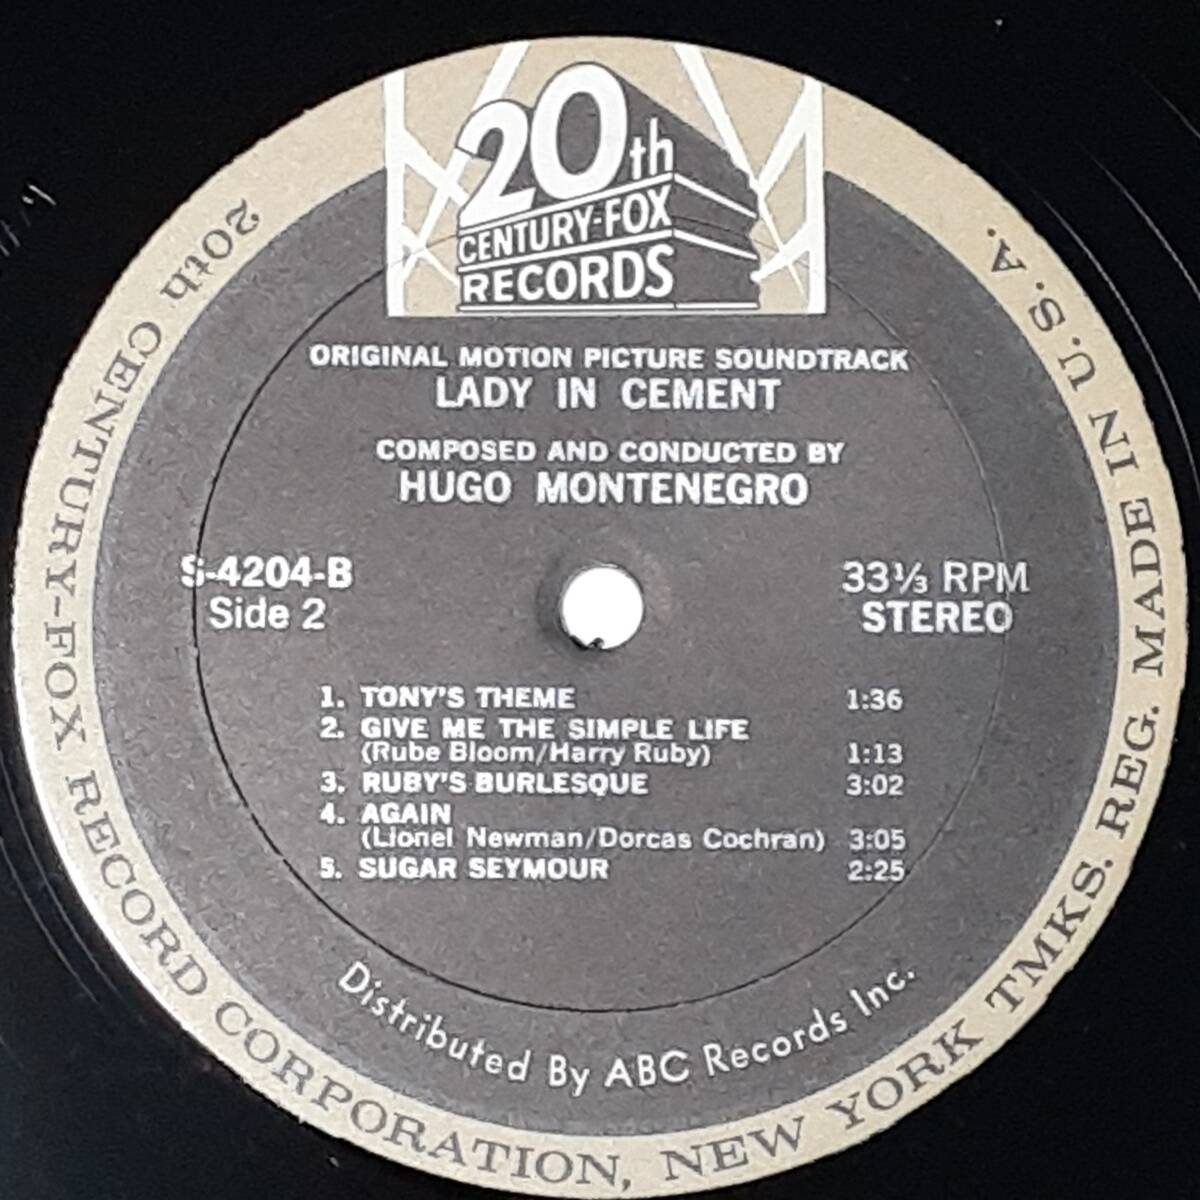 20th
CENTURY-FOX
RECORDS
ORIGINAL MOTION PICTURE SOUNDTRACK
LADY IN CEMENT
COMPOSED AND CONDUCTED BY
HUGO MONTENEGRO
S-4204-B
Side 2
33⅓ RPM
STEREO
1. TONY'S THEME 1:36
2. GIVE ME THE SIMPLE LIFE
(Rube Bloom/Harry Ruby) 1:13
3. RUBY'S BURLESQUE 3:02
4. AGAIN
(Lionel Newman/Dorcas Cochran) 3:05
5. SUGAR SEYMOUR 2:25
Distributed By ABC Records Inc.
20th CENTURY-FOX RECORD CORPORATION, NEW YORK TMKS. REG. MADE IN U.S.A.